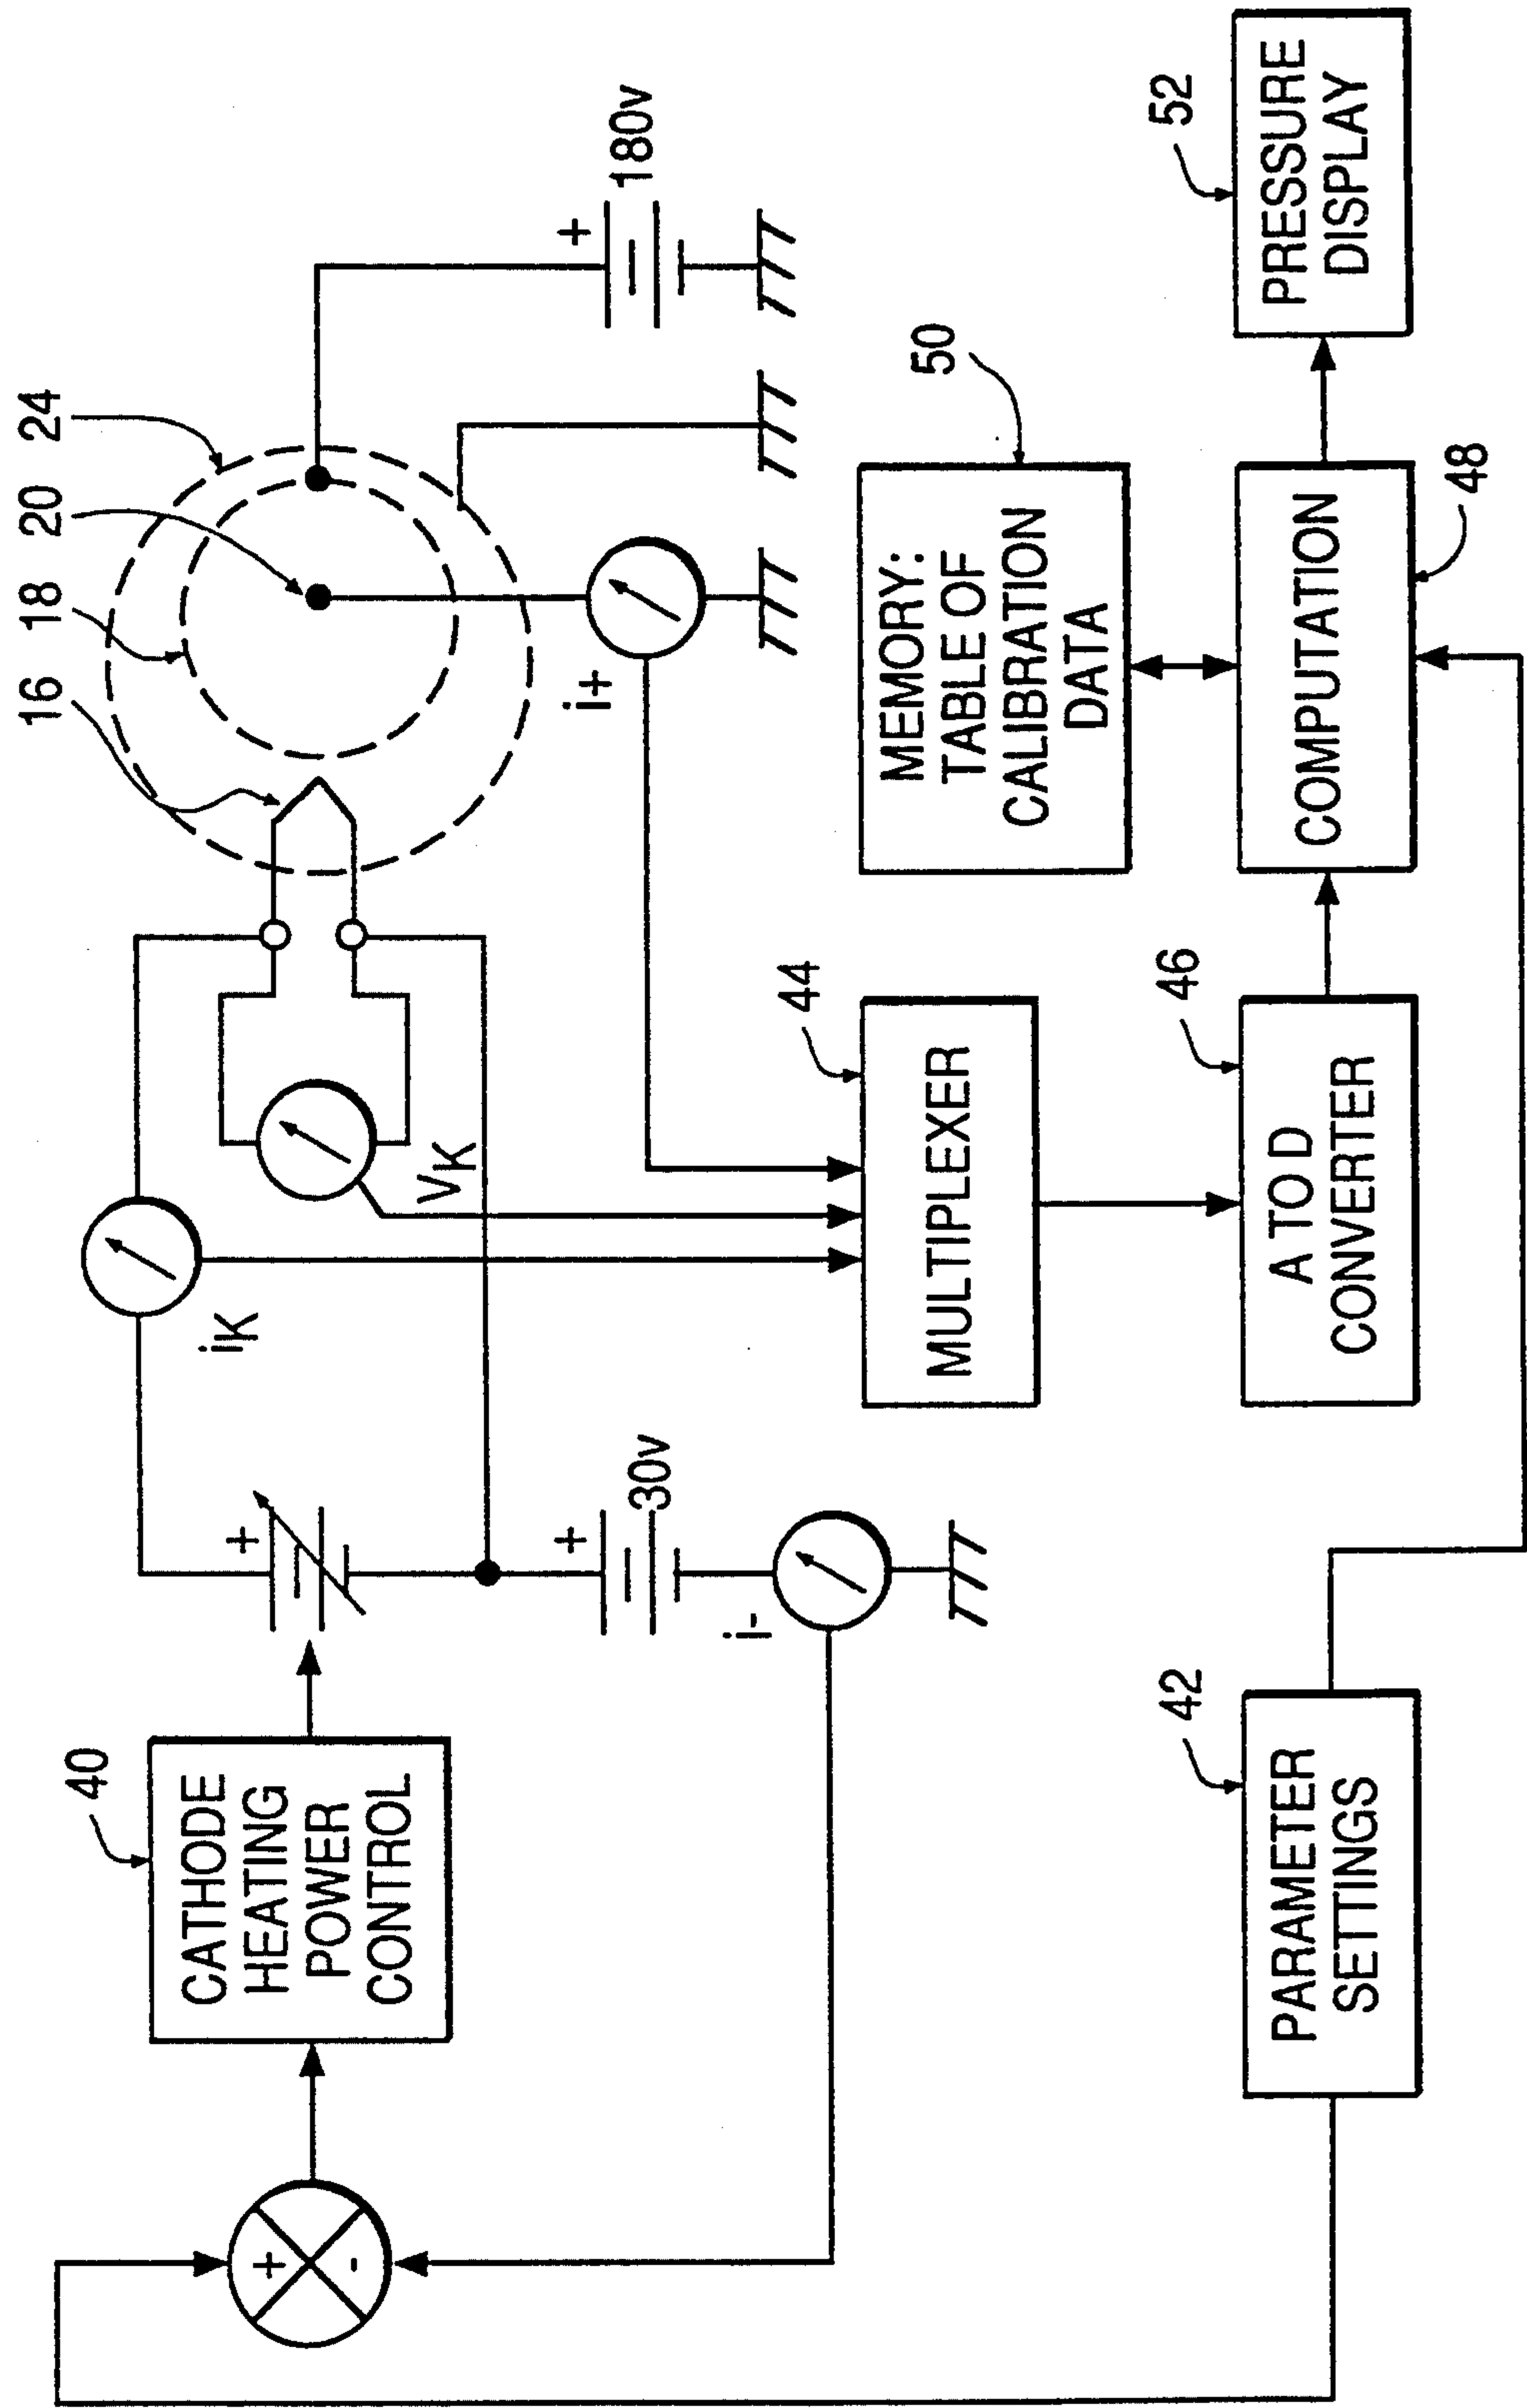 40
CATHODE
HEATING
POWER
CONTROL
+
-
+
iK
VK
16
18
20
24
+
30v
i-
i+
+
180v
44
MULTIPLEXER
50
MEMORY:
TABLE OF
CALIBRATION
DATA
42
PARAMETER
SETTINGS
46
A TO D
CONVERTER
COMPUTATION
48
52
PRESSURE
DISPLAY